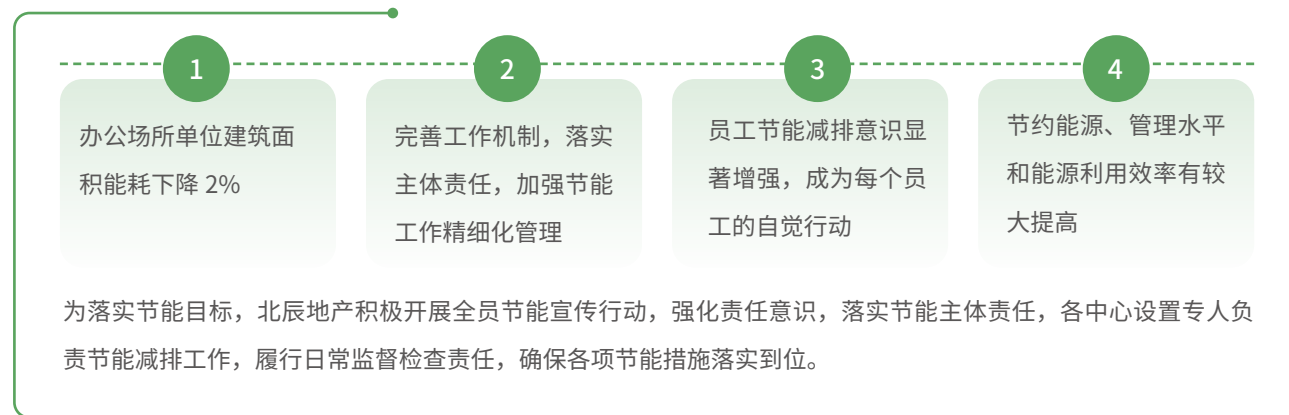 1
办公场所单位建筑面
积能耗下降 2%
2
完善工作机制，落实
主体责任，加强节能
工作精细化管理
3
员工节能减排意识显
著增强，成为每个员
工的自觉行动
4
节约能源、管理水平
和能源利用效率有较
大提高
为落实节能目标，北辰地产积极开展全员节能宣传行动，强化责任意识，落实节能主体责任，各中心设置专人负
责节能减排工作，履行日常监督检查责任，确保各项节能措施落实到位。